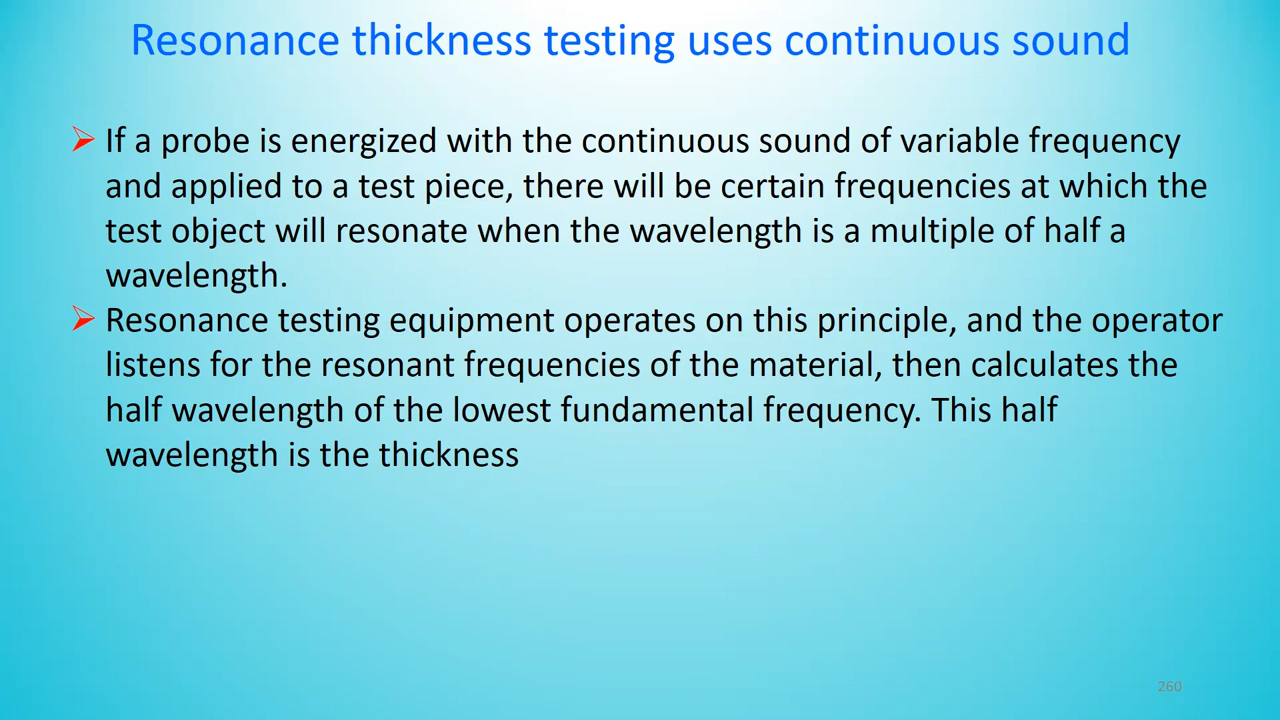 Resonance thickness testing uses continuous sound
If a probe is energized with the continuous sound of variable frequency
and applied to a test piece, there will be certain frequencies at which the
test object will resonate when the wavelength is a multiple of half a
wavelength.
Resonance testing equipment operates on this principle, and the operator
listens for the resonant frequencies of the material, then calculates the
half wavelength of the lowest fundamental frequency. This half
wavelength is the thickness
260